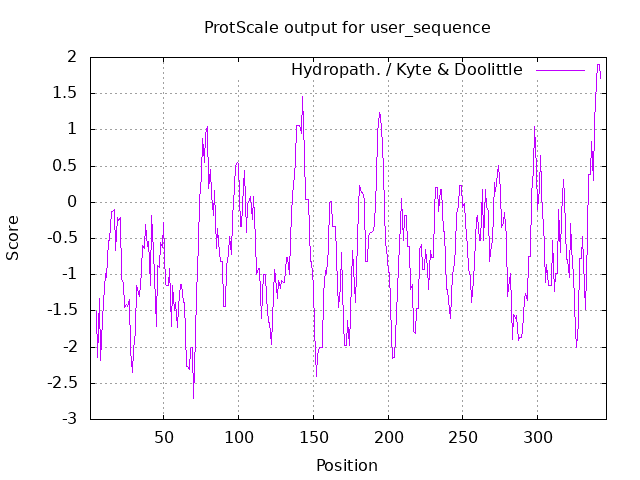 ProtScale output for user_sequence
Hydropath. / Kyte & Doolittle
2
1.5
1
0.5
0
-0.5
-1
-1.5
-2
-2.5
-3
Score
50 100 150 200 250 300
Position